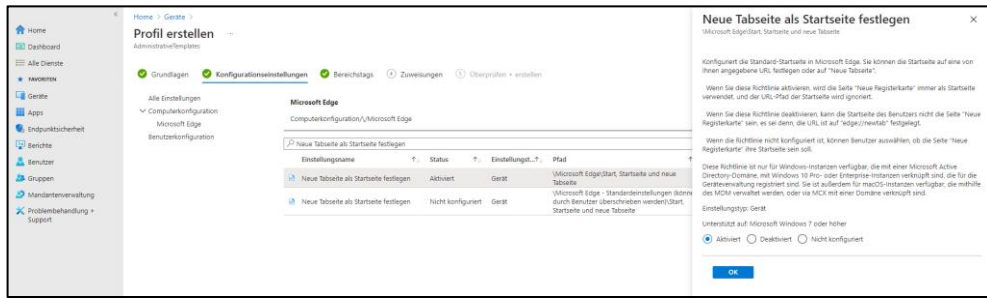 Home
Dashboard
Alle Dienste
FAVORITEN
Geräte
Apps
Endpunktsicherheit
Berichte
Benutzer
Gruppen
Mandantenverwaltung
Problembehandlung +
Support
Home > Geräte >
Profil erstellen ...
AdministrativeTemplates
Grundlagen Konfigurationseinstellungen Bereichstags 4 Zuweisungen 5 Überprüfen + erstellen
Alle Einstellungen
Computerkonfiguration
Microsoft Edge
Benutzerkonfiguration
Microsoft Edge
Computerkonfiguration/\/Microsoft Edge
Neue Tabseite als Startseite festlegen
Einstellungsname Status Einstellungst... Pfad
Neue Tabseite als Startseite festlegen Aktiviert Gerät \Microsoft Edge\Start, Startseite und neue
Tabseite
Neue Tabseite als Startseite festlegen Nicht konfiguriert Gerät \Microsoft Edge - Standardeinstellungen (können
durch Benutzer überschrieben werden)\Start,
Startseite und neue Tabseite
Neue Tabseite als Startseite festlegen
\Microsoft Edge\Start, Startseite und neue Tabseite
Konfiguriert die Standard-Startseite in Microsoft Edge. Sie können die Startseite auf eine von
Ihnen angegebene URL festlegen oder auf "Neue Tabseite".
Wenn Sie diese Richtlinie aktivieren, wird die Seite "Neue Registerkarte" immer als Startseite
verwendet, und der URL-Pfad der Startseite wird ignoriert.
Wenn Sie diese Richtlinie deaktivieren, kann die Startseite des Benutzers nicht die Seite "Neue
Registerkarte" sein, es sei denn, die URL ist auf "edge://newtab" festgelegt.
Wenn die Richtlinie nicht konfiguriert ist, können Benutzer auswählen, ob die Seite "Neue
Registerkarte" ihre Startseite sein soll.
Diese Richtlinie ist nur für Windows-Instanzen verfügbar, die mit einer Microsoft Active
Directory-Domäne, mit Windows 10 Pro- oder Enterprise-Instanzen verknüpft sind, die für die
Geräteverwaltung registriert sind. Sie ist außerdem für macOS-Instanzen verfügbar, die mithilfe
des MDM verwaltet werden, oder via MCX mit einer Domäne verknüpft sind.
Einstellungstyp: Gerät
Unterstützt auf: Microsoft Windows 7 oder höher
Aktiviert Deaktiviert Nicht konfiguriert
OK